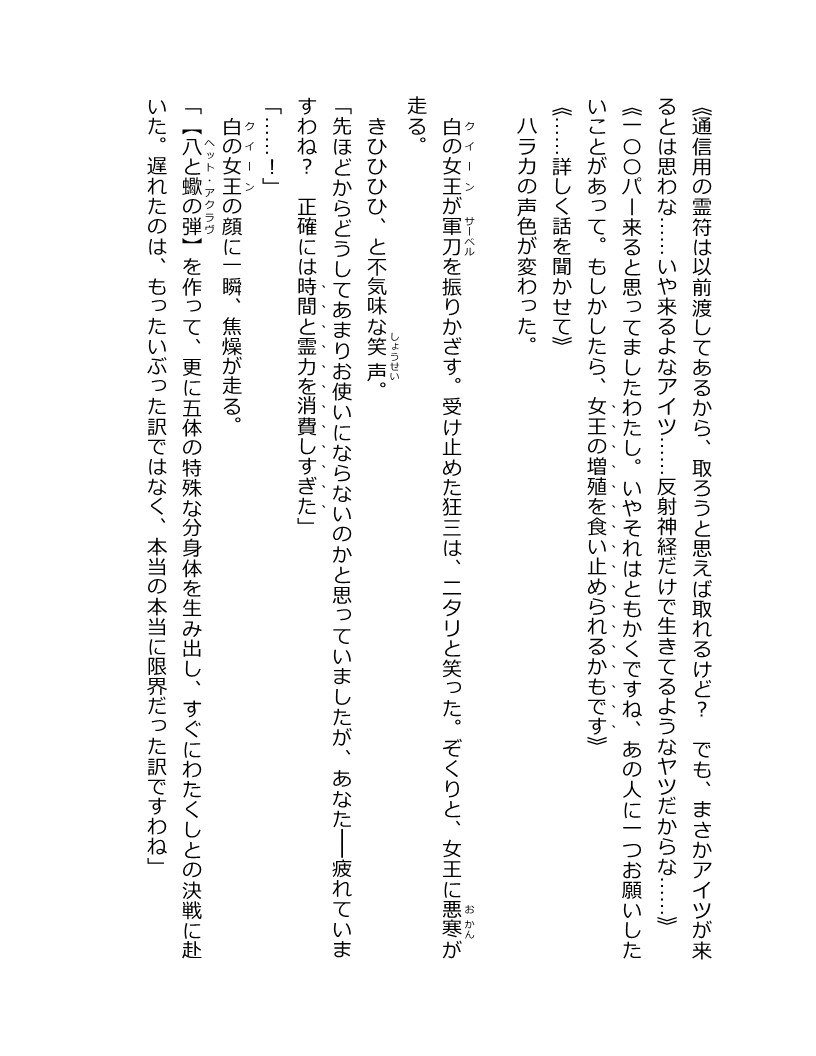 《通信用の霊符は以前渡してあるから、取ろうと思えば取れるけど？　でも、まさかアイツが来
るとは思わな……いや来るよなアイツ……反射神経だけで生きてるようなヤツだからな……》
《一〇〇パー来ると思ってましたわたし。いやそれはともかくですね、あの人に一つお願いした
いことがあって。もしかしたら、女王の増殖を食い止められるかもです》
《……詳しく話を聞かせて》
　ハラカの声色が変わった。
　白の女王クイーンが軍刀サーベルを振りかざす。受け止めた狂三は、ニタリと笑った。ぞくりと、女王に悪寒おかんが
走る。
　きひひひひ、と不気味な笑声しょうせい。
「先ほどからどうしてあまりお使いにならないのかと思っていましたが、あなた──疲れていま
すわね？　正確には時間と霊力を消費しすぎた」
「……！」
　白の女王クイーンの顔に一瞬、焦燥が走る。
「【八と蠍の弾ヘット・アクラヴ】を作って、更に五体の特殊な分身体を生み出し、すぐにわたくしとの決戦に赴
いた。遅れたのは、もったいぶった訳ではなく、本当の本当に限界だった訳ですわね」